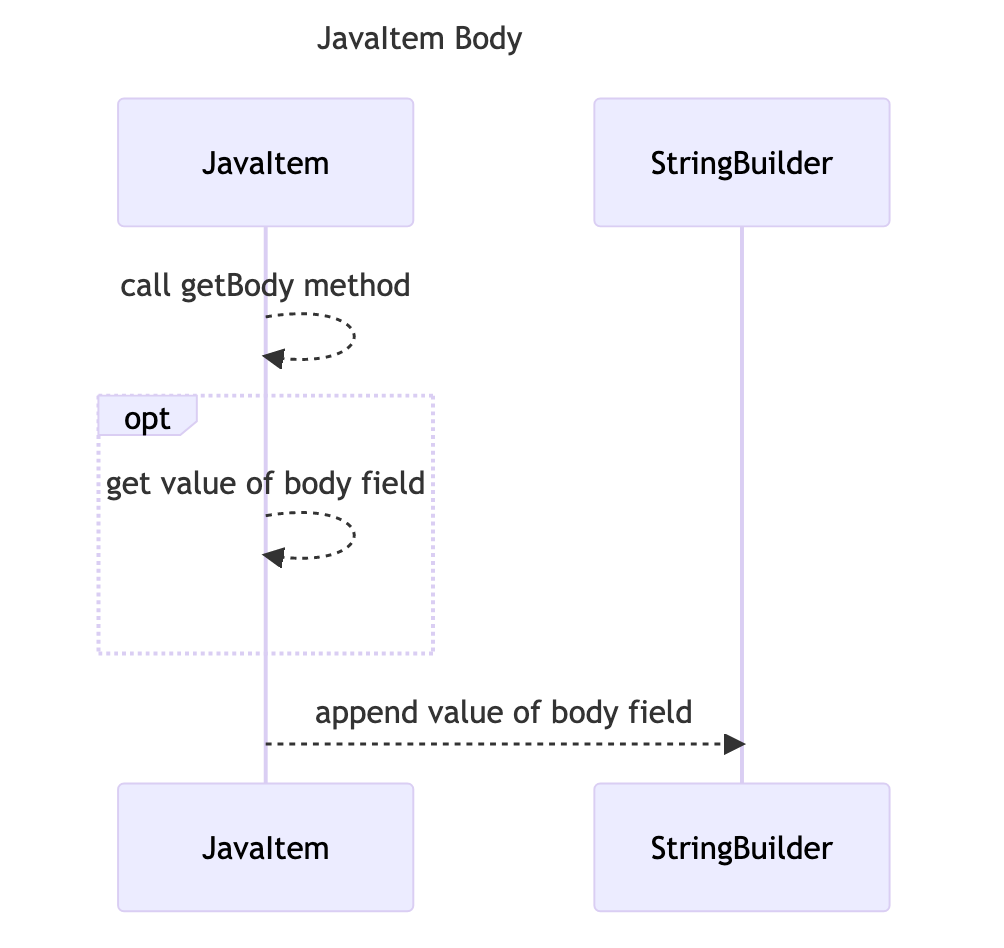 JavaItem Body
JavaItem
StringBuilder
call getBody method
opt
get value of body field
append value of body field
JavaItem
StringBuilder